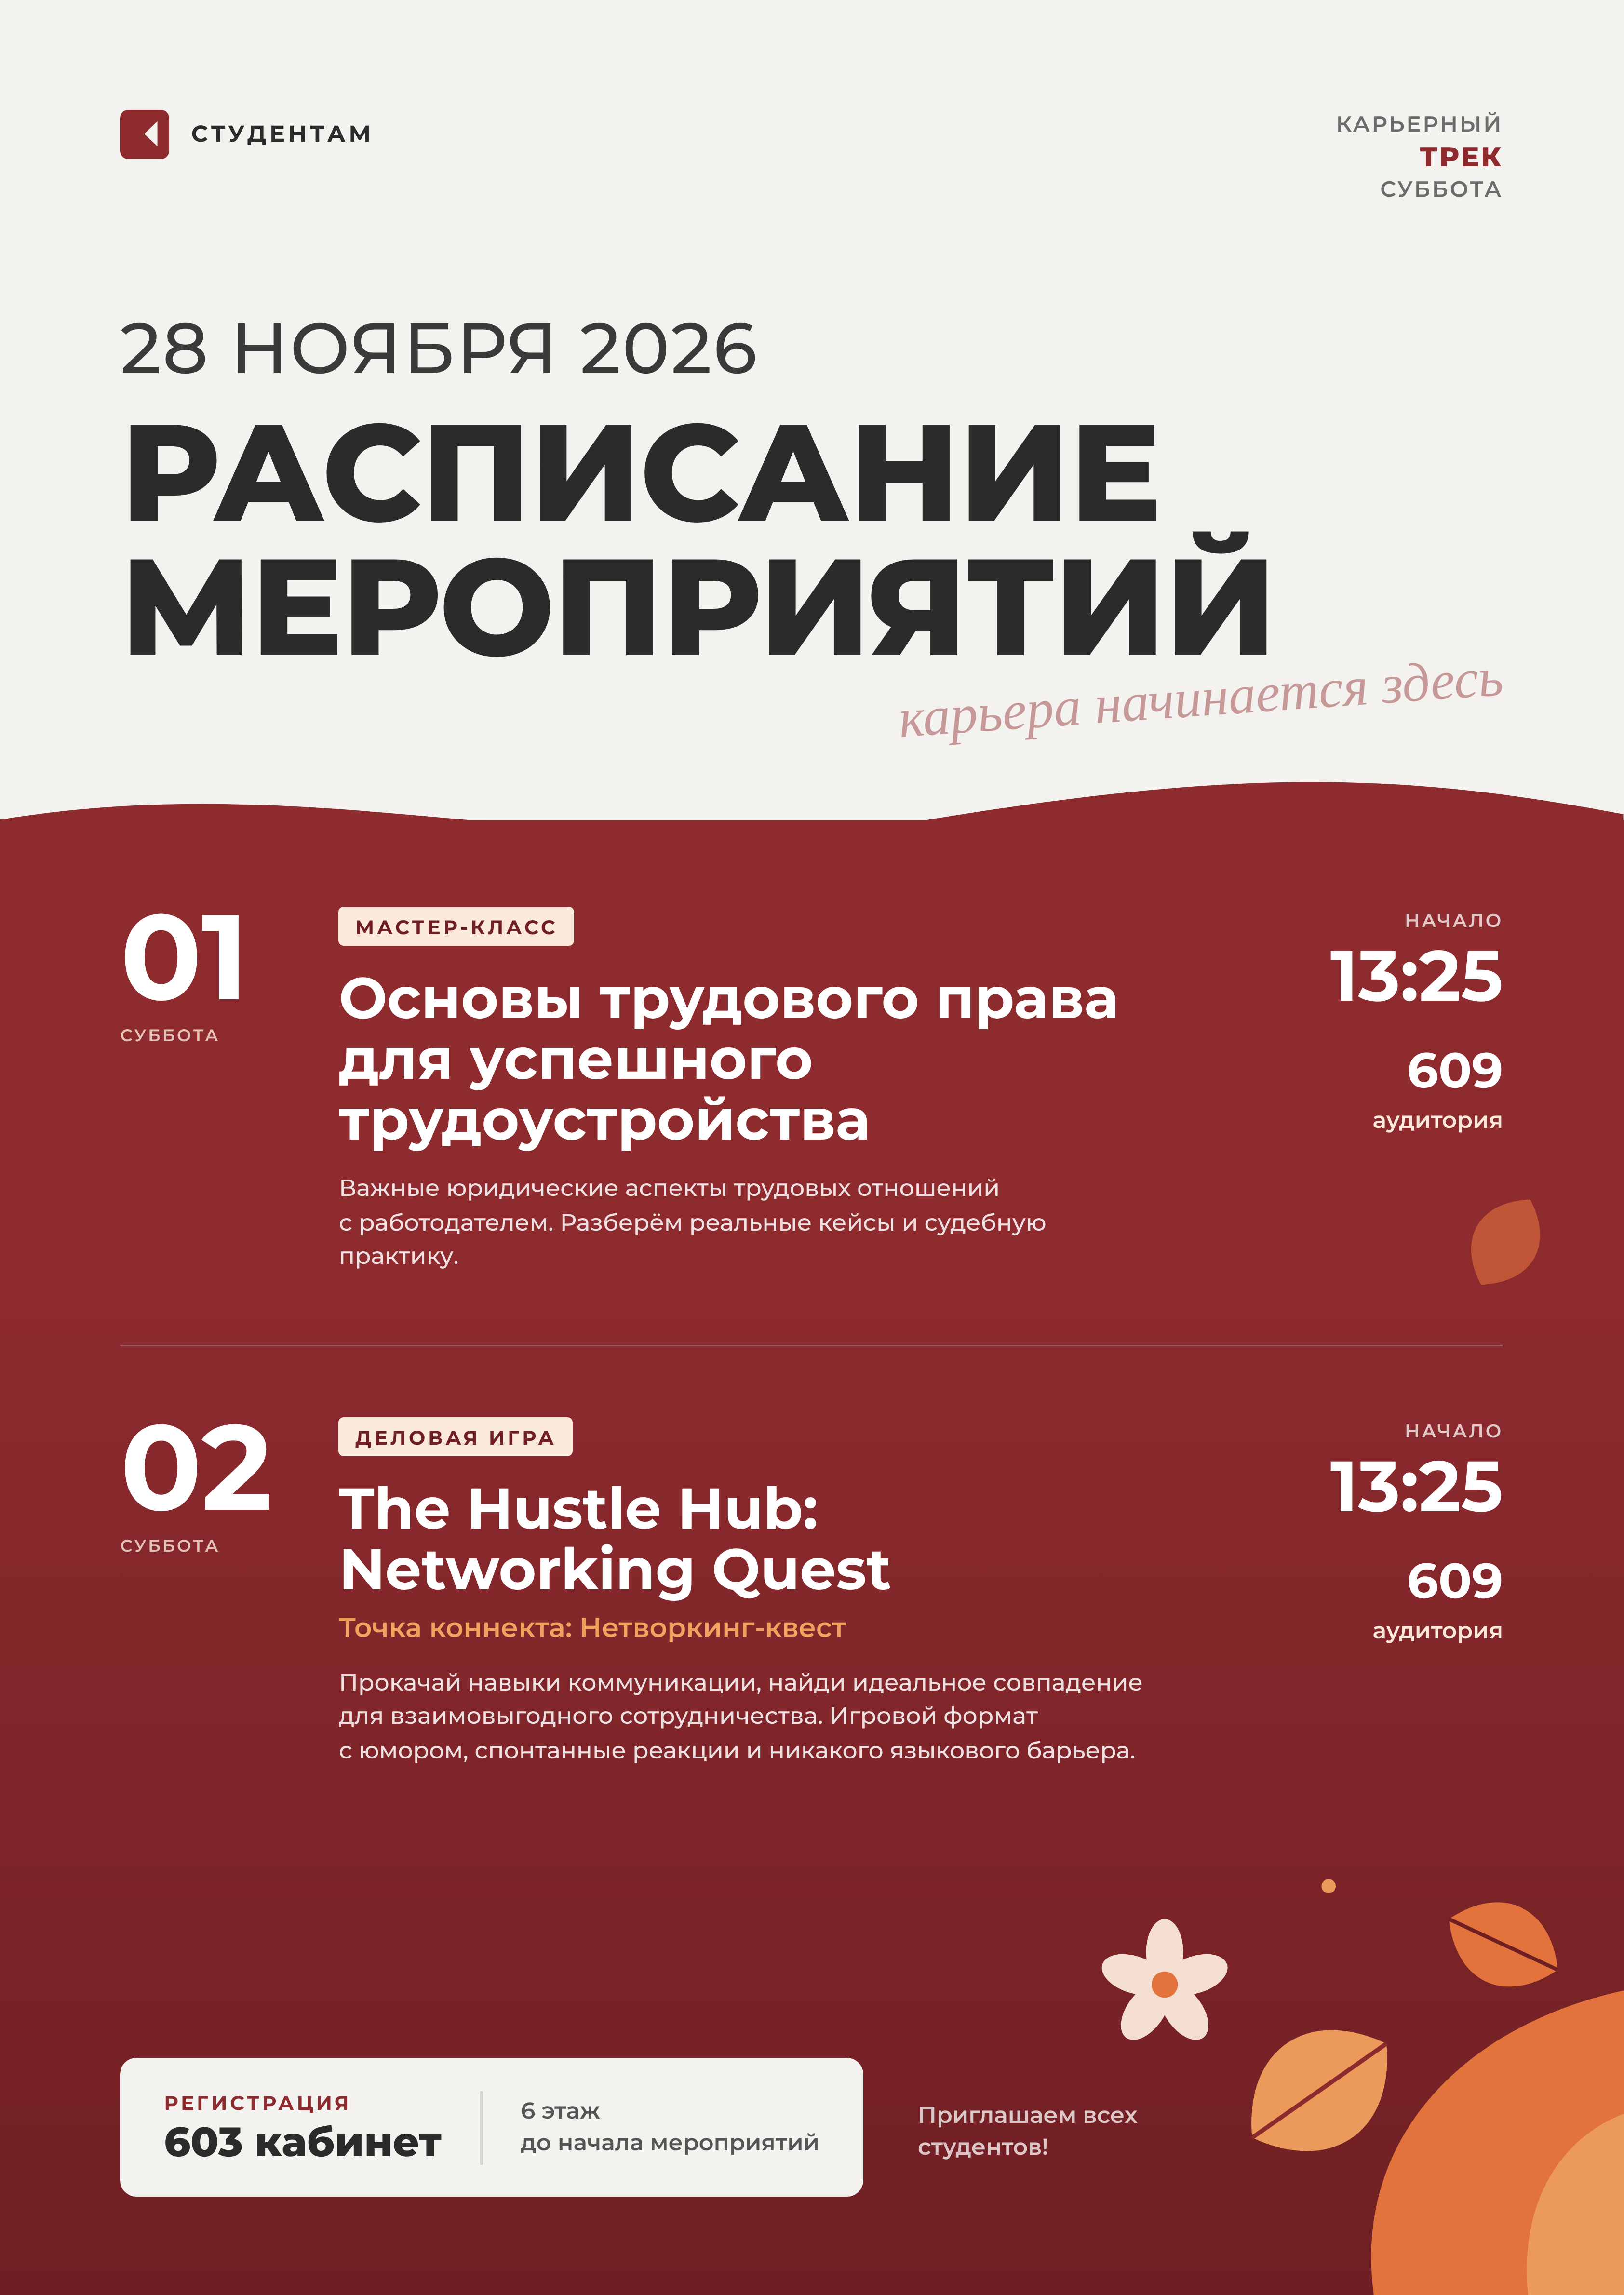 СТУДЕНТАМ
КАРЬЕРНЫЙ
ТРЕК
СУББОТА
28 НОЯБРЯ 2026
РАСПИСАНИЕ
МЕРОПРИЯТИЙ
карьера начинается здесь
01
СУББОТА
МАСТЕР-КЛАСС
Основы трудового права
для успешного
трудоустройства
Важные юридические аспекты трудовых отношений
с работодателем. Разберём реальные кейсы и судебную
практику.
НАЧАЛО
13:25
609
аудитория
02
СУББОТА
ДЕЛОВАЯ ИГРА
The Hustle Hub:
Networking Quest
Точка коннекта: Нетворкинг-квест
Прокачай навыки коммуникации, найди идеальное совпадение
для взаимовыгодного сотрудничества. Игровой формат
с юмором, спонтанные реакции и никакого языкового барьера.
НАЧАЛО
13:25
609
аудитория
РЕГИСТРАЦИЯ
603 кабинет
6 этаж
до начала мероприятий
Приглашаем всех
студентов!